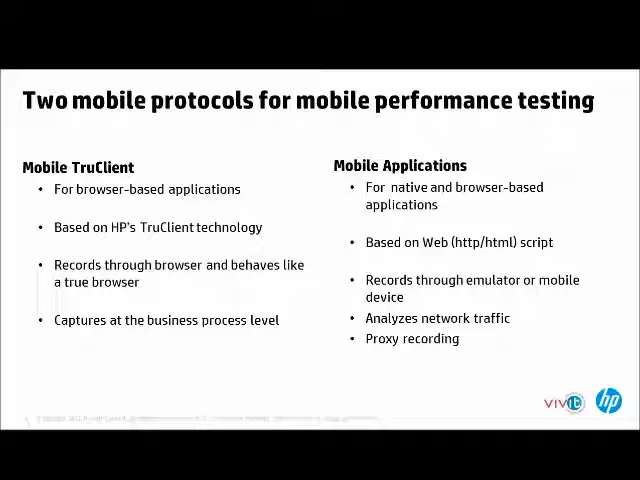 Two mobile protocols for mobile performance testing
Mobile TruClient
• For browser-based applications
• Based on HP's TruClient technology
• Records through browser and behaves like
a true browser
• Captures at the business process level
Mobile Applications
• For native and browser-based
applications
• Based on Web (http/html) script
• Records through emulator or mobile
device
• Analyzes network traffic
• Proxy recording
vivit
hp